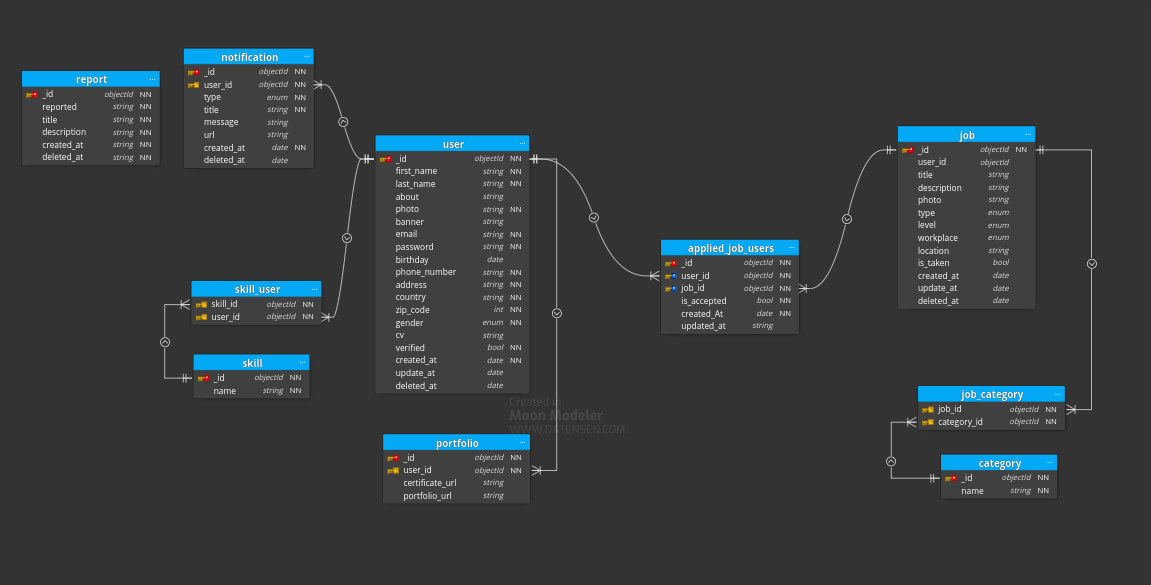 report ...
_id objectId NN
reported string NN
title string NN
description string NN
created_at string NN
deleted_at string NN
notification ...
_id objectId NN
user_id objectId NN
type enum NN
title string NN
message string
url string
created_at date NN
deleted_at date
user ...
_id objectId NN
first_name string NN
last_name string NN
about string
photo string NN
banner string
email string NN
password string NN
birthday date
phone_number string NN
address string NN
country string NN
zip_code int NN
gender enum NN
cv string
verified bool NN
created_at date NN
update_at date
deleted_at date
job ...
_id objectId NN
user_id objectId
title string
description string
photo string
type enum
level enum
workplace enum
location string
is_taken bool
created_at date
update_at date
deleted_at date
applied_job_users ...
_id objectId NN
user_id objectId NN
job_id objectId NN
is_accepted bool NN
created_At date NN
updated_at string
skill_user ...
skill_id objectId NN
user_id objectId NN
skill ...
_id objectId NN
name string NN
Created in
Moon Modeler
WWW.DATENSEN.COM
portfolio ...
_id objectId NN
user_id objectId NN
certificate_url string
portfolio_url string
job_category ...
job_id objectId NN
category_id objectId NN
category ...
_id objectId NN
name string NN